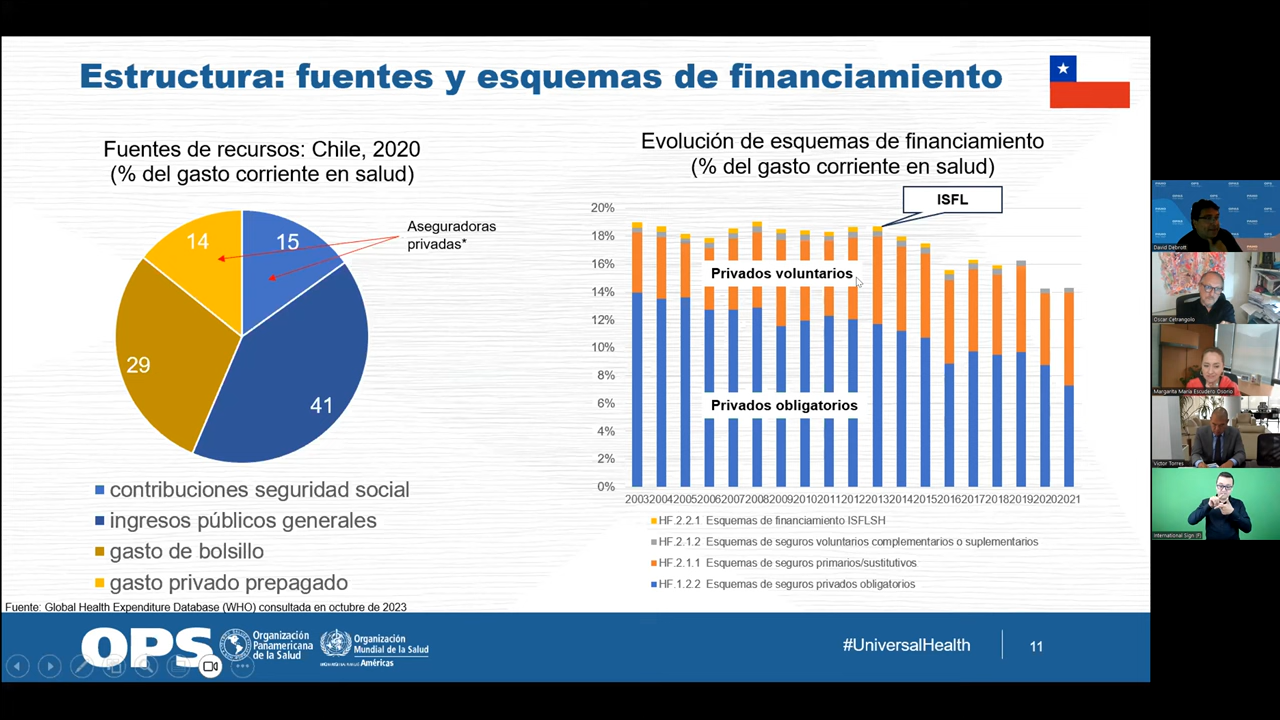 Estructura: fuentes y esquemas de financiamiento
Fuentes de recursos: Chile, 2020
(% del gasto corriente en salud)
14
15
29
41
Aseguradoras
privadas*
contribuciones seguridad social
ingresos públicos generales
gasto de bolsillo
gasto privado prepagado
Fuente: Global Health Expenditure Database (WHO) consultada en octubre de 2023
Evolución de esquemas de financiamiento
(% del gasto corriente en salud)
ISFL
20%
18%
16%
14%
12%
10%
8%
6%
4%
2%
0%
Privados voluntarios
Privados obligatorios
2003 2004 2005 2006 2007 2008 2009 2010 2011 2012 2013 2014 2015 2016 2017 2018 2019 2020 2021
HF.2.2.1 Esquemas de financiamiento ISFLSH
HF.2.1.2 Esquemas de seguros voluntarios complementarios o suplementarios
HF.2.1.1 Esquemas de seguros primarios/sustitutivos
HF.1.2.2 Esquemas de seguros privados obligatorios
OPS
Organización
Panamericana
de la Salud
Organización
Mundial de la Salud
Américas
#UniversalHealth
11
David Debrott
Oscar Cetrangolo
Margarita María Escudero Osorio
Victor Torres
International Sign (F)